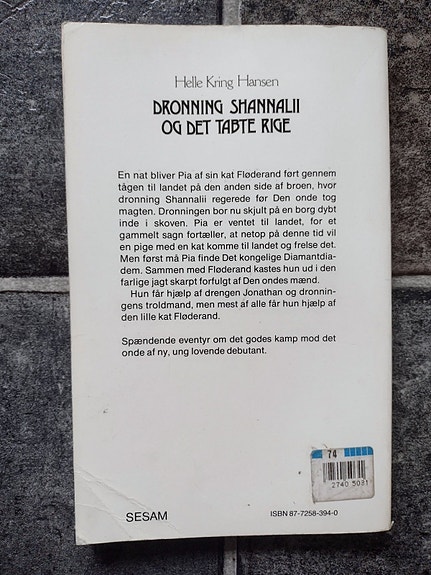 Helle Kring Hansen
DRONNING SHANNALII
OG DET TABTE RIGE
En nat bliver Pia af sin kat Fløderand ført gennem
tågen til landet på den anden side af broen, hvor
dronning Shannalii regerede før Den onde tog
magten. Dronningen bor nu skjult på en borg dybt
inde i skoven. Pia er ventet til landet, for et
gammelt sagn fortæller, at netop på denne tid vil
en pige med en kat komme til landet og frelse det.
Men først må Pia finde Det kongelige Diamantdia-
dem. Sammen med Fløderand kastes hun ud i den
farlige jagt skarpt forfulgt af Den ondes mænd.
Hun får hjælp af drengen Jonathan og dronnin-
gens troldmand, men mest af alle får hun hjælp af
den lille kat Fløderand.
Spændende eventyr om det godes kamp mod det
onde af ny, ung lovende debutant.
74
2740 5081
SESAM
ISBN 87-7258-394-0